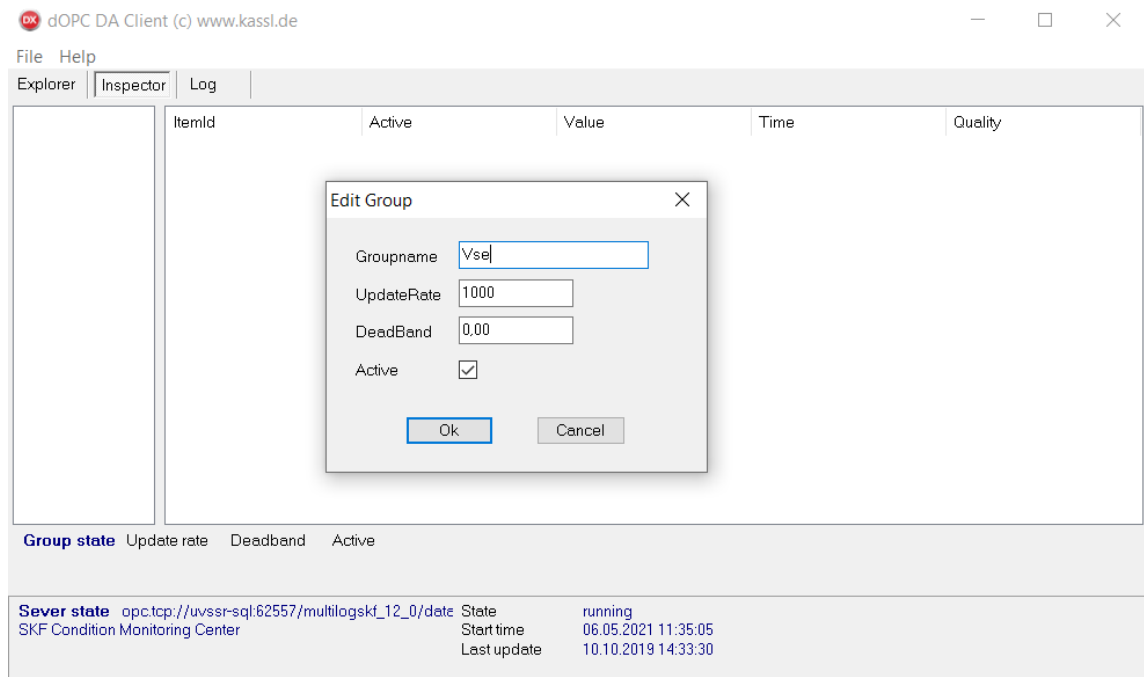 DX dOPC DA Client (c) www.kassl.de
File Help
Explorer Inspector Log
ItemId Active Value Time Quality
Edit Group
Groupname Vse
UpdateRate 1000
DeadBand 0,00
Active
Ok Cancel
Group state Update rate Deadband Active
Sever state opc.tcp://uvssr-sql:62557/multilogskf_12_0/date State running
SKF Condition Monitoring Center Start time 06.05.2021 11:35:05
Last update 10.10.2019 14:33:30